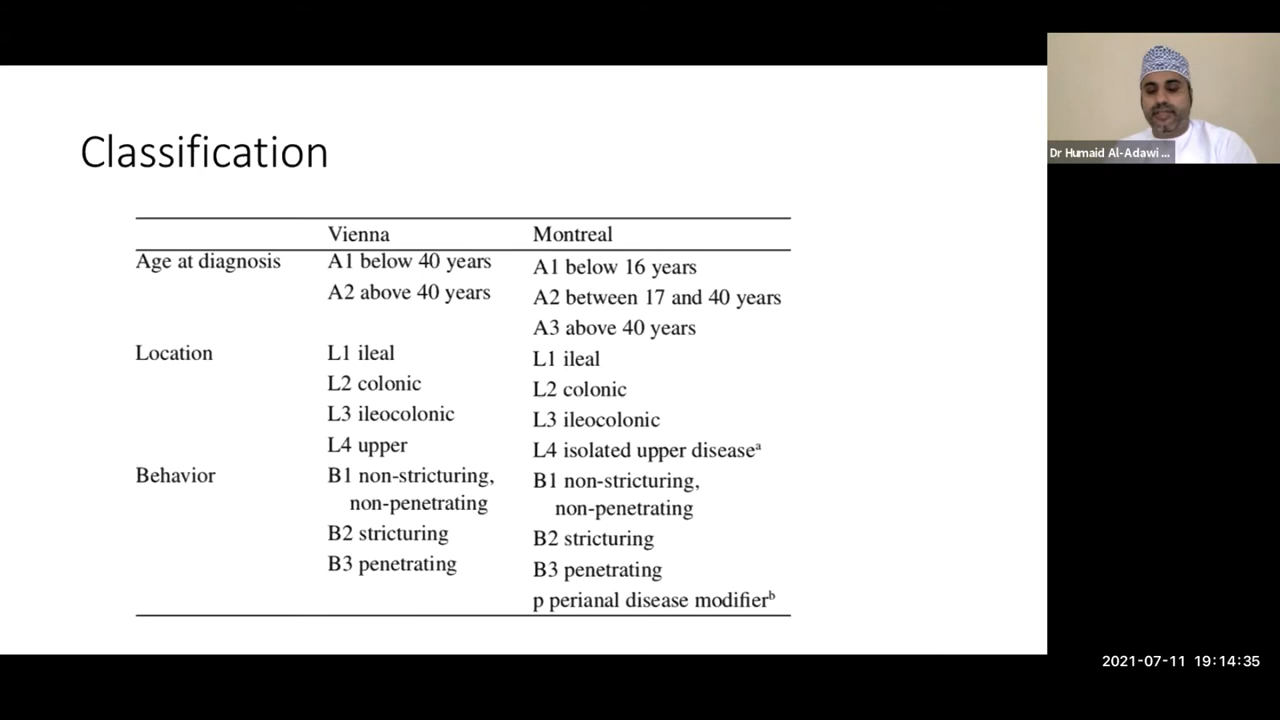 Classification
Vienna Montreal
Age at diagnosis A1 below 40 years A1 below 16 years
A2 above 40 years A2 between 17 and 40 years
A3 above 40 years
Location L1 ileal L1 ileal
L2 colonic L2 colonic
L3 ileocolonic L3 ileocolonic
L4 upper L4 isolated upper diseaseᵃ
Behavior B1 non-stricturing, B1 non-stricturing,
non-penetrating non-penetrating
B2 stricturing B2 stricturing
B3 penetrating B3 penetrating
p perianal disease modifierᵇ
Dr Humaid Al-Adawi ...
2021-07-11 19:14:35